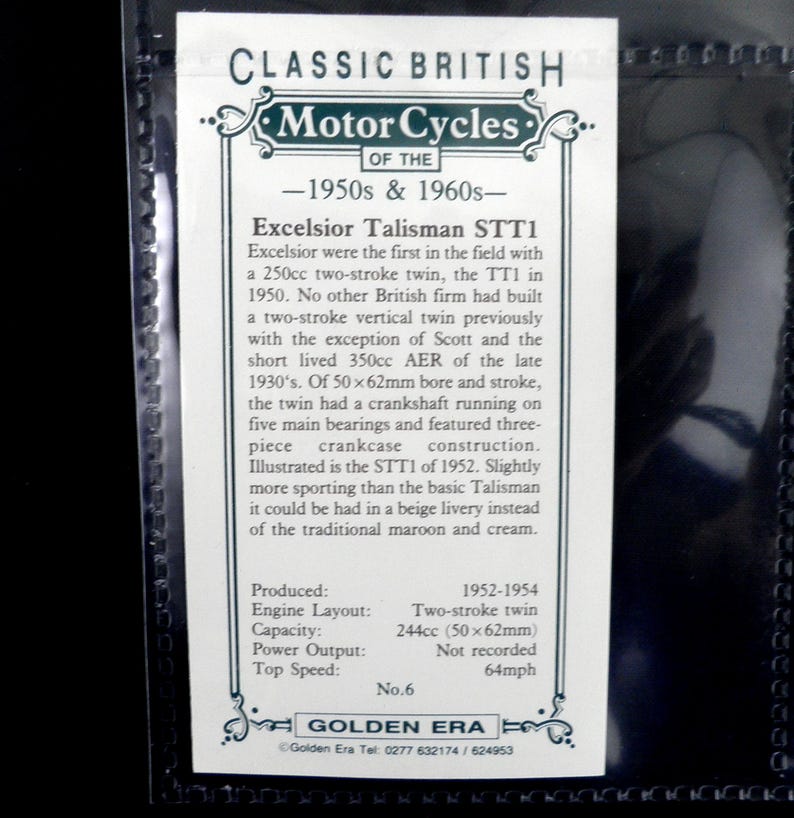 CLASSIC BRITISH
Motor Cycles
OF THE
—1950s & 1960s—
Excelsior Talisman STT1
Excelsior were the first in the field with
a 250cc two-stroke twin, the TT1 in
1950. No other British firm had built
a two-stroke vertical twin previously
with the exception of Scott and the
short lived 350cc AER of the late
1930‘s. Of 50×62mm bore and stroke,
the twin had a crankshaft running on
five main bearings and featured three-
piece crankcase construction.
Illustrated is the STT1 of 1952. Slightly
more sporting than the basic Talisman
it could be had in a beige livery instead
of the traditional maroon and cream.
Produced: 1952-1954
Engine Layout: Two-stroke twin
Capacity: 244cc (50×62mm)
Power Output: Not recorded
Top Speed: 64mph
No.6
GOLDEN ERA
©Golden Era Tel: 0277 632174 / 624953